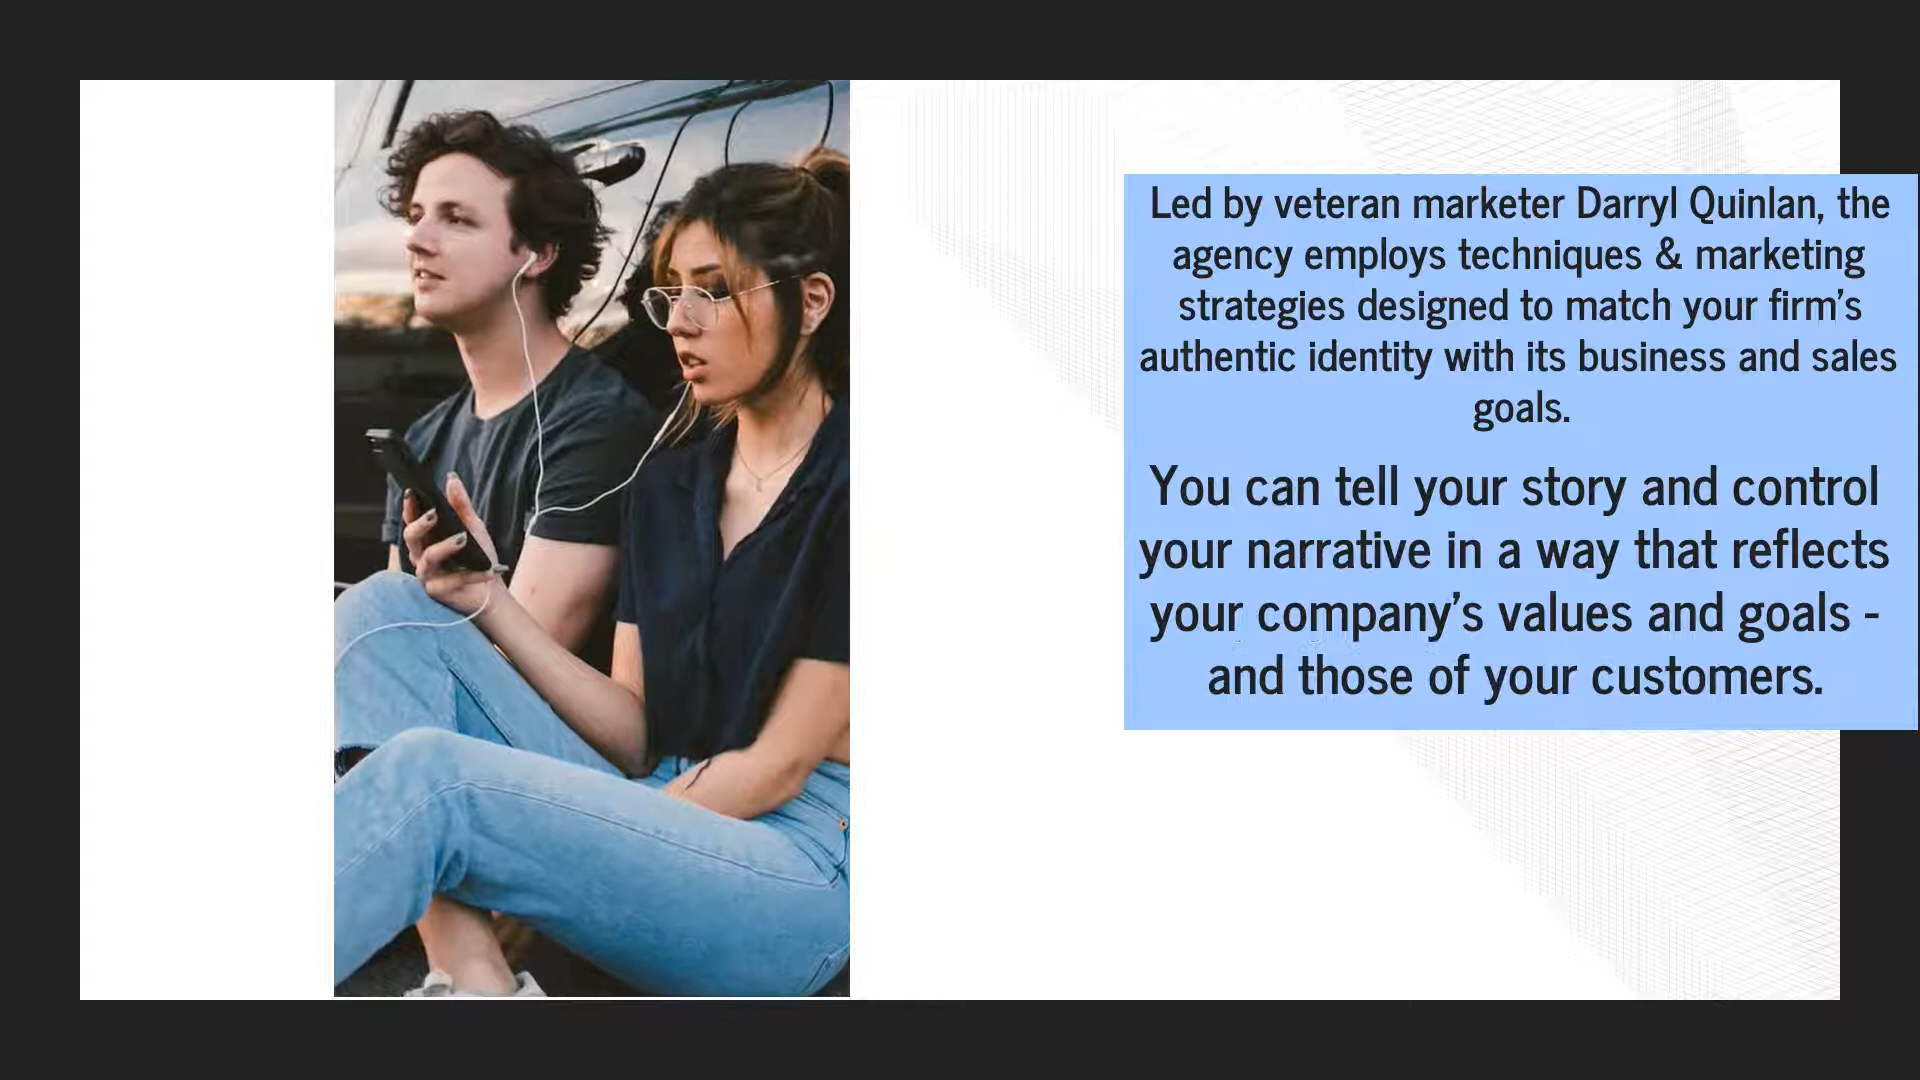 Led by veteran marketer Darryl Quinlan, the
agency employs techniques & marketing
strategies designed to match your firm's
authentic identity with its business and sales
goals.
You can tell your story and control
your narrative in a way that reflects
your company's values and goals -
and those of your customers.